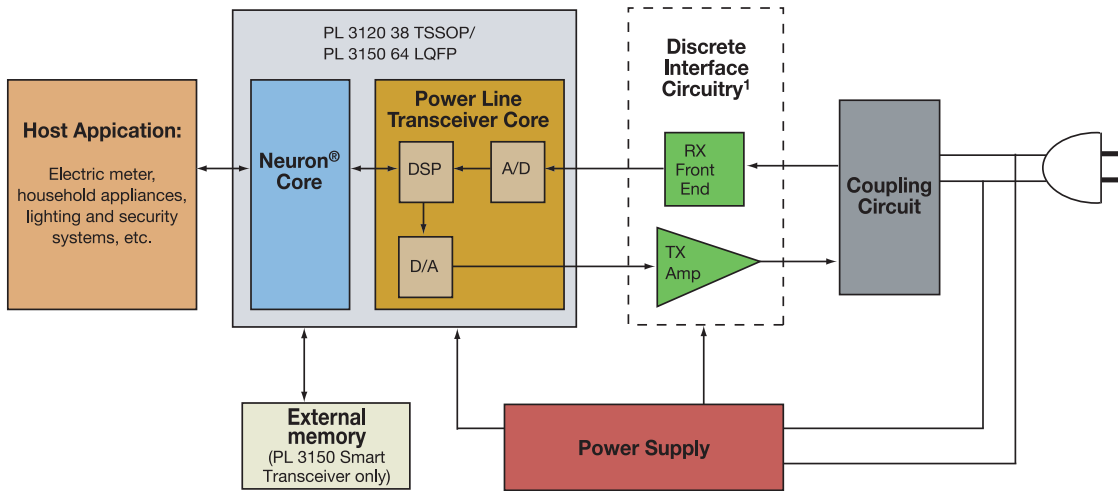 PL 3120 38 TSSOP/
PL 3150 64 LQFP
Host Appication:
Electric meter,
household appliances,
lighting and security
systems, etc.
Neuron®
Core
Power Line
Transceiver Core
DSP
A/D
D/A
Discrete
Interface
Circuitry¹
RX
Front
End
TX
Amp
Coupling
Circuit
External
memory
(PL 3150 Smart
Transceiver only)
Power Supply